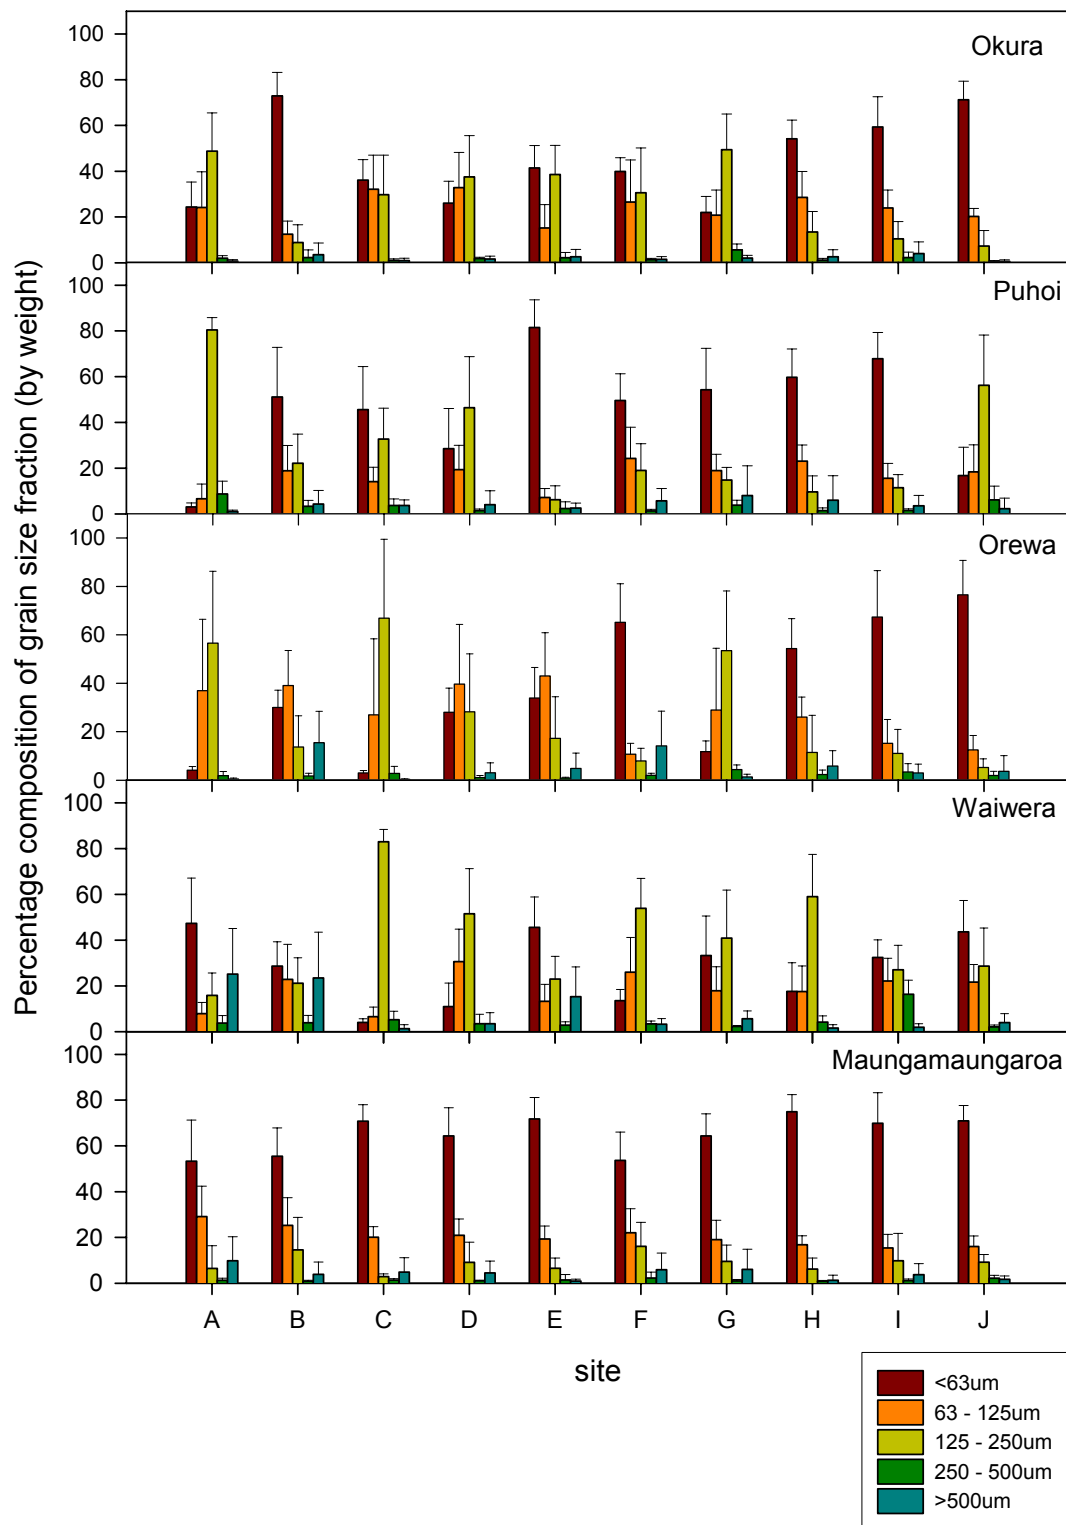 Percentage composition of grain size fraction (by weight)
100
80
60
40
20
0
Okura
100
80
60
40
20
0
Puhoi
100
80
60
40
20
0
Orewa
100
80
60
40
20
0
Waiwera
100
80
60
40
20
0
Maungamaungaroa
A B C D E F G H I J
site
<63um
63 - 125um
125 - 250um
250 - 500um
>500um